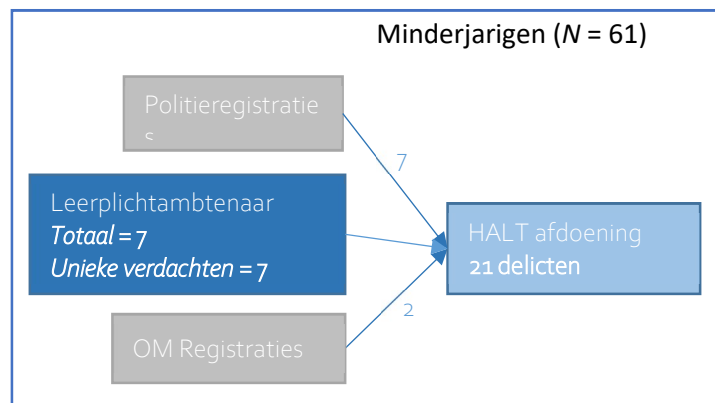 Minderjarigen (N = 61)
Politieregistratie
s
7
Leerplichtambtenaar
Totaal = 7
Unieke verdachten = 7
HALT afdoening
21 delicten
2
OM Registraties